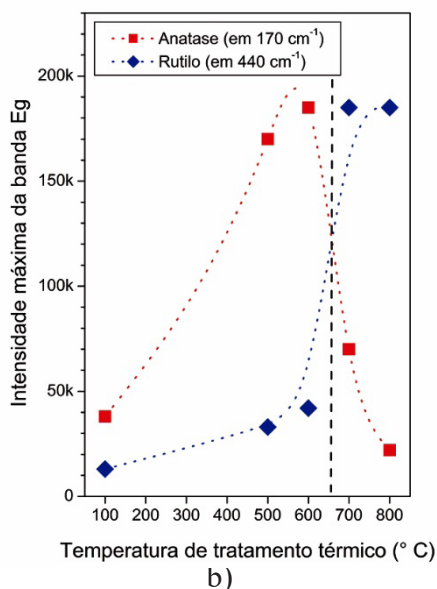 Anatase (em 170 cm⁻¹)
Rutilo (em 440 cm⁻¹)
Intensidade máxima da banda Eg
200k
150k
100k
50k
0
100 200 300 400 500 600 700 800
Temperatura de tratamento térmico (° C)
b)